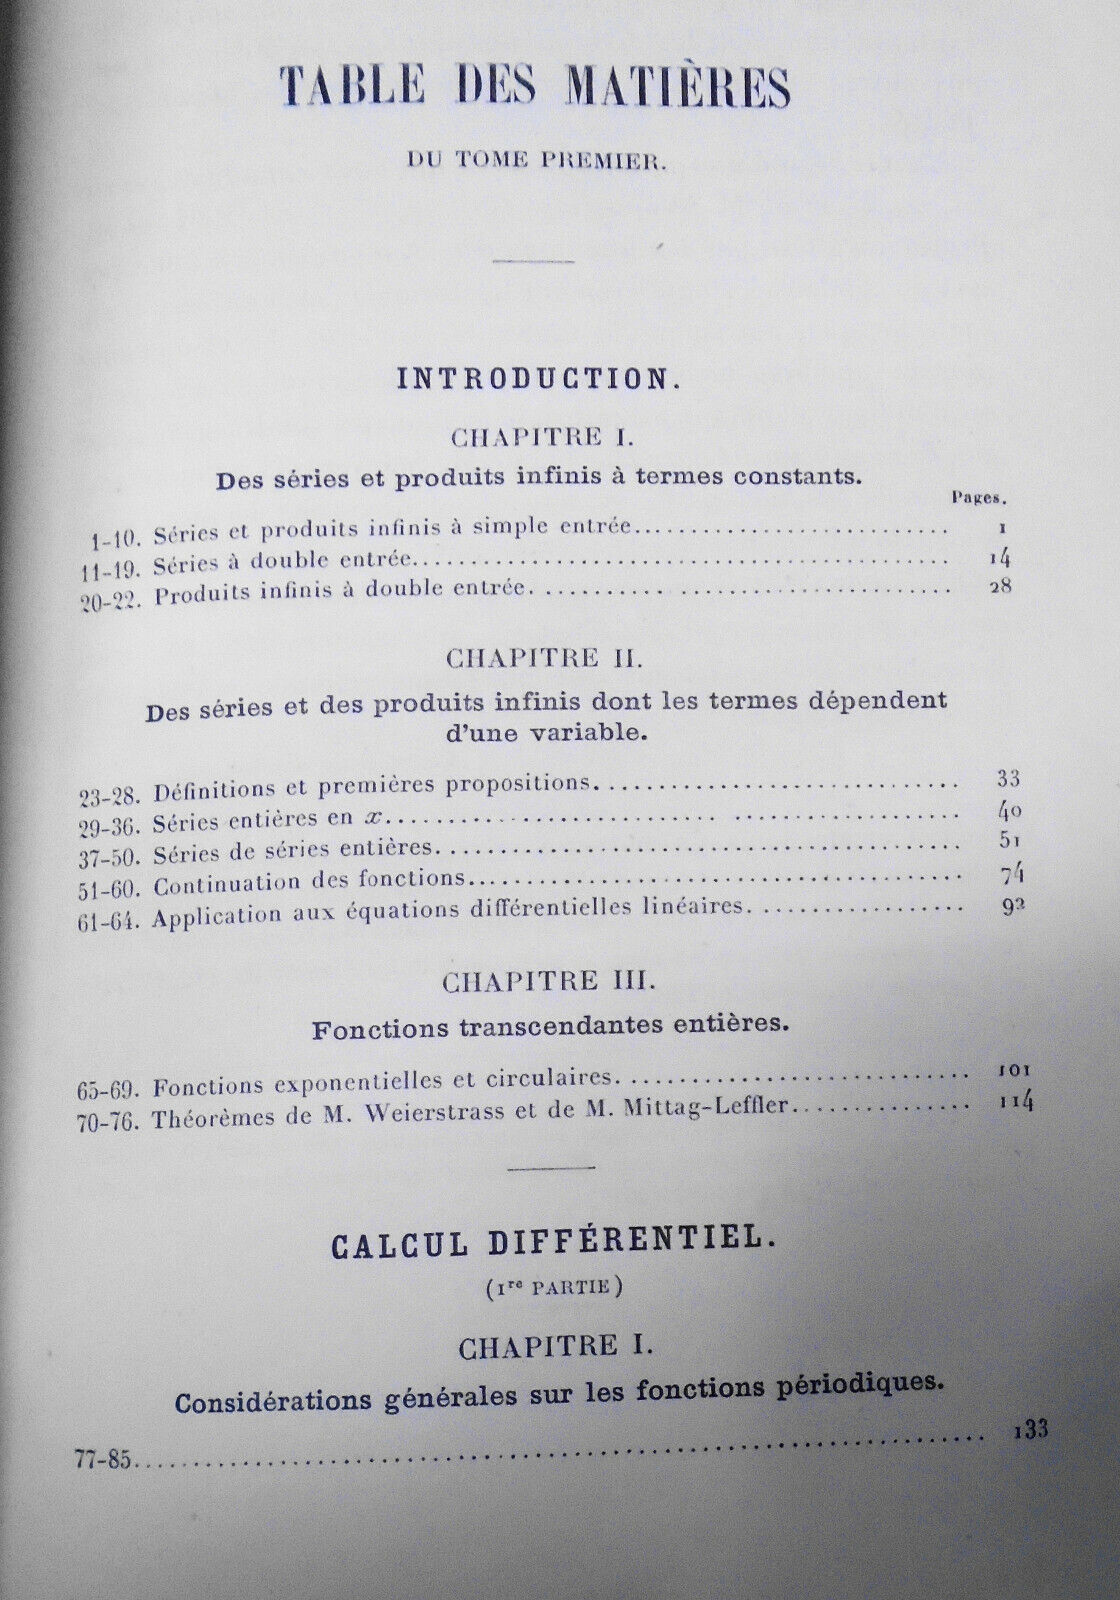 TABLE DES MATIÈRES
DU TOME PREMIER.
INTRODUCTION.
CHAPITRE I.
Des séries et produits infinis à termes constants.
Pages.
1-10. Séries et produits infinis à simple entrée.............................. 1
11-19. Séries à double entrée.................................................. 14
20-22. Produits infinis à double entrée. ..................................... 28
CHAPITRE II.
Des séries et des produits infinis dont les termes dépendent
d'une variable.
23-28. Définitions et premières propositions.............................. 33
29-36. Séries entières en x.................................................. 40
37-50. Séries de séries entières............................................ 51
51-60. Continuation des fonctions......................................... 74
61-64. Application aux équations différentielles linéaires. ................. 92
CHAPITRE III.
Fonctions transcendantes entières.
65-69. Fonctions exponentielles et circulaires............................ 101
70-76. Théorèmes de M. Weierstrass et de M. Mittag-Leffler............... 114
CALCUL DIFFÉRENTIEL.
(1re PARTIE)
CHAPITRE I.
Considérations générales sur les fonctions périodiques.
77-85.............................................................................. 133